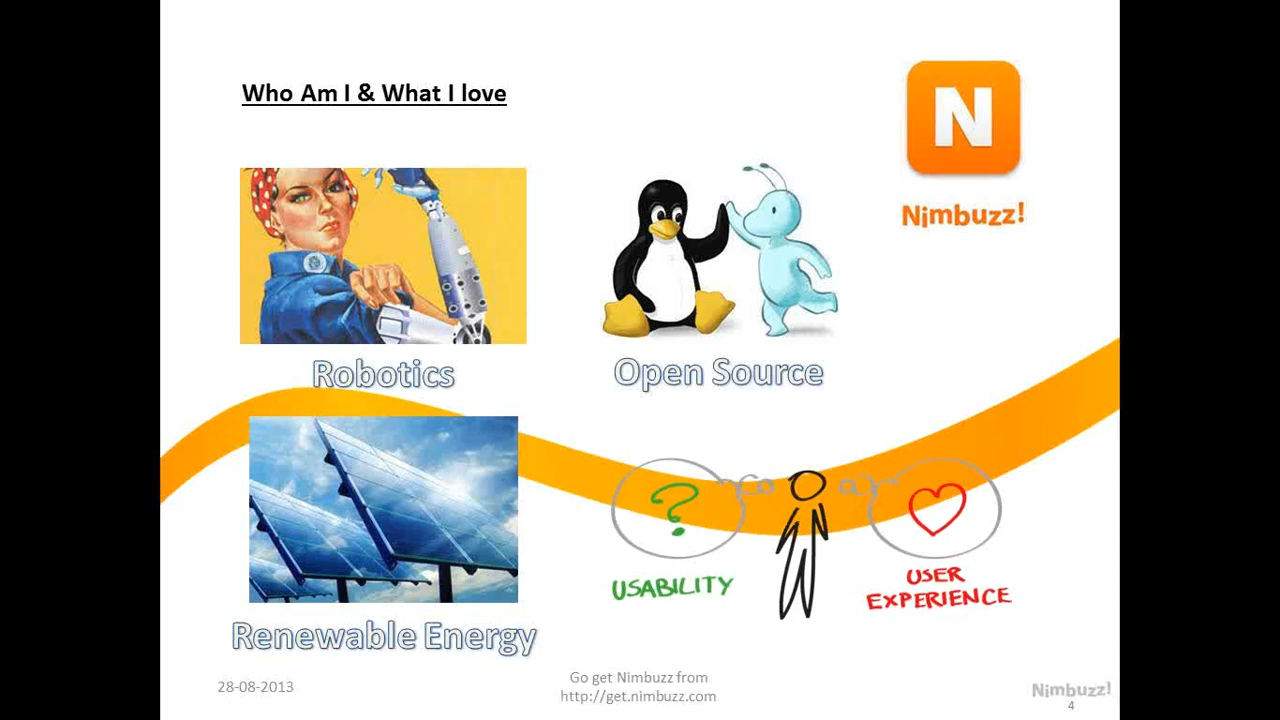 Who Am I & What I love
N
Nimbuzz!
Robotics
Open Source
?
USABILITY
USER
EXPERIENCE
Renewable Energy
28-08-2013
Go get Nimbuzz from
http://get.nimbuzz.com
Nimbuzz!
4